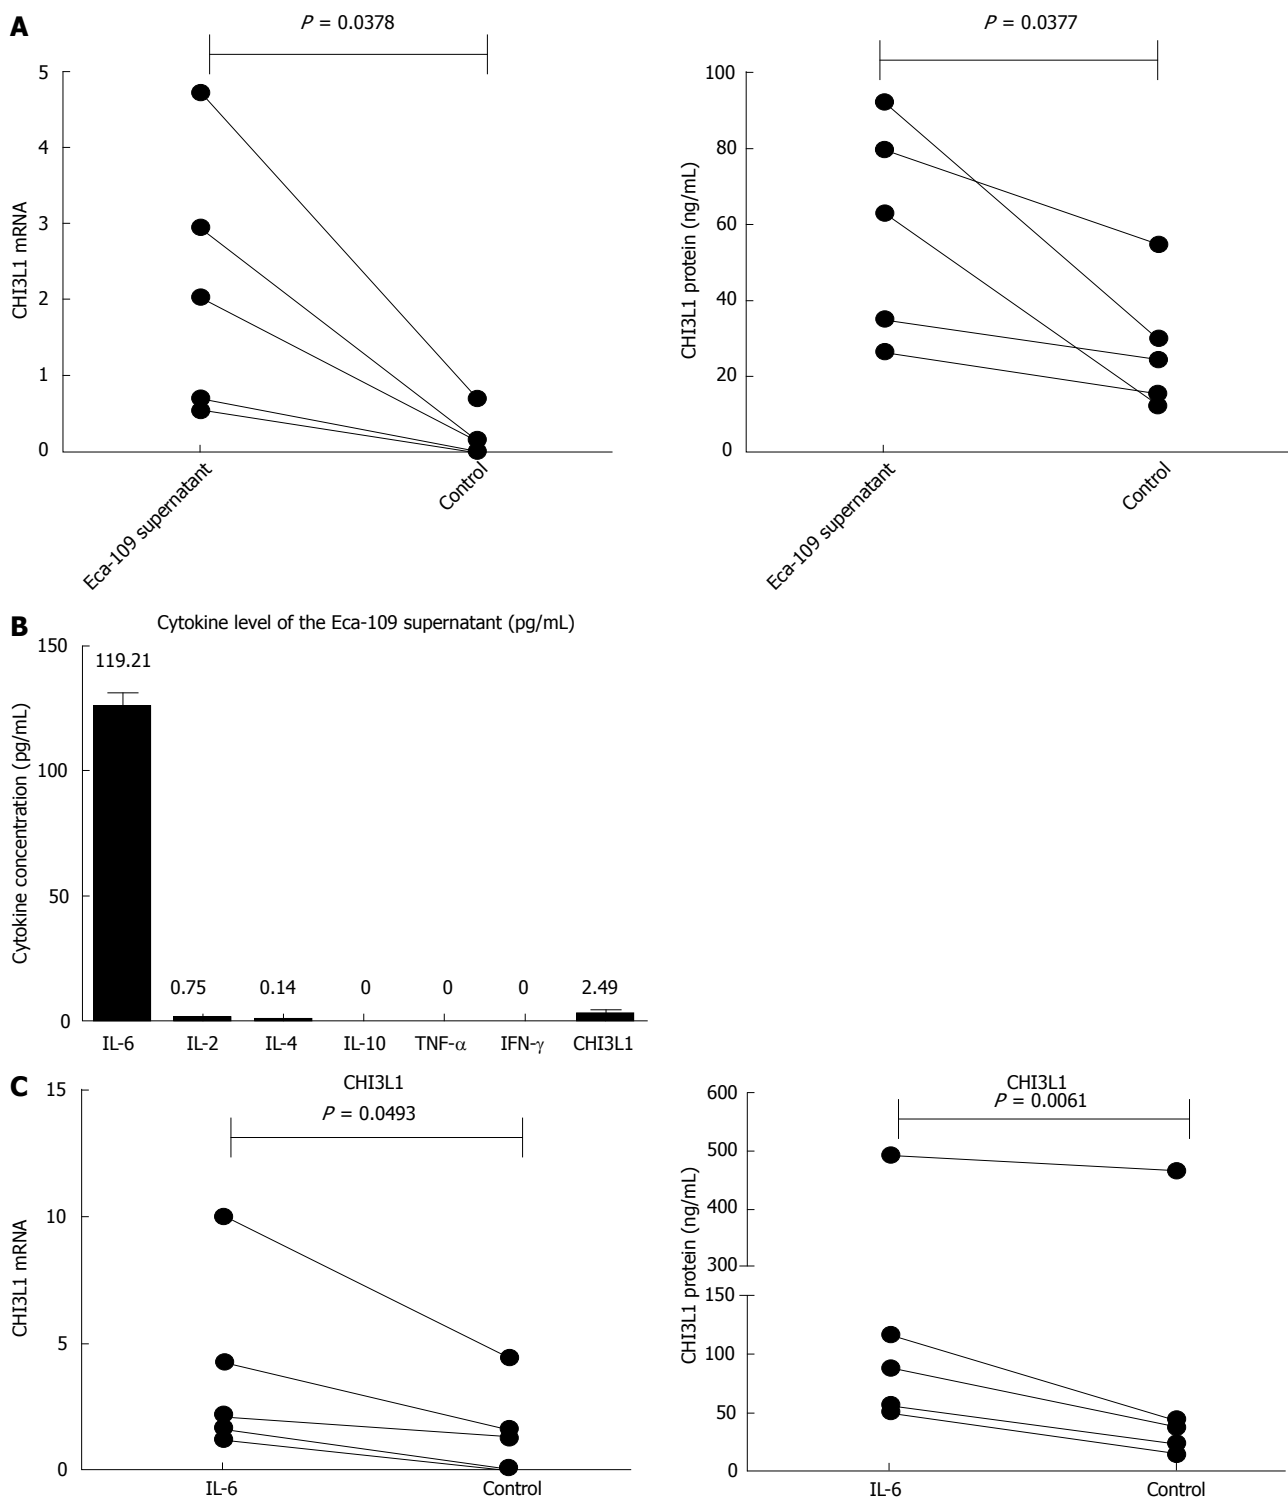 A
P = 0.0378
5
4
3
2
1
0
CHI3L1 mRNA
Eca-109 supernatant
Control
P = 0.0377
100
80
60
40
20
0
CHI3L1 protein (ng/mL)
Eca-109 supernatant
Control
B
Cytokine level of the Eca-109 supernatant (pg/mL)
150
100
50
0
Cytokine concentration (pg/mL)
119.21
0.75
0.14
0
0
0
2.49
IL-6
IL-2
IL-4
IL-10
TNF-α
IFN-γ
CHI3L1
C
CHI3L1
P = 0.0493
15
10
5
0
CHI3L1 mRNA
IL-6
Control
CHI3L1
P = 0.0061
600
500
400
300
150
100
50
0
CHI3L1 protein (ng/mL)
IL-6
Control